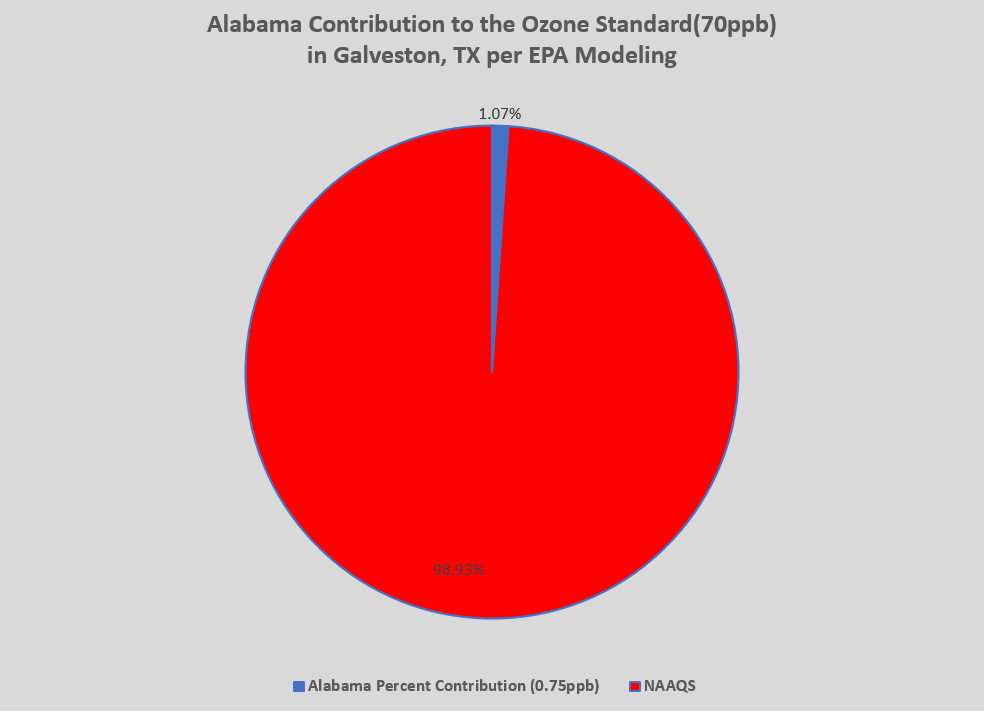 Alabama Contribution to the Ozone Standard(70ppb)
in Galveston, TX per EPA Modeling
1.07%
98.93%
Alabama Percent Contribution (0.75ppb) NAAQS